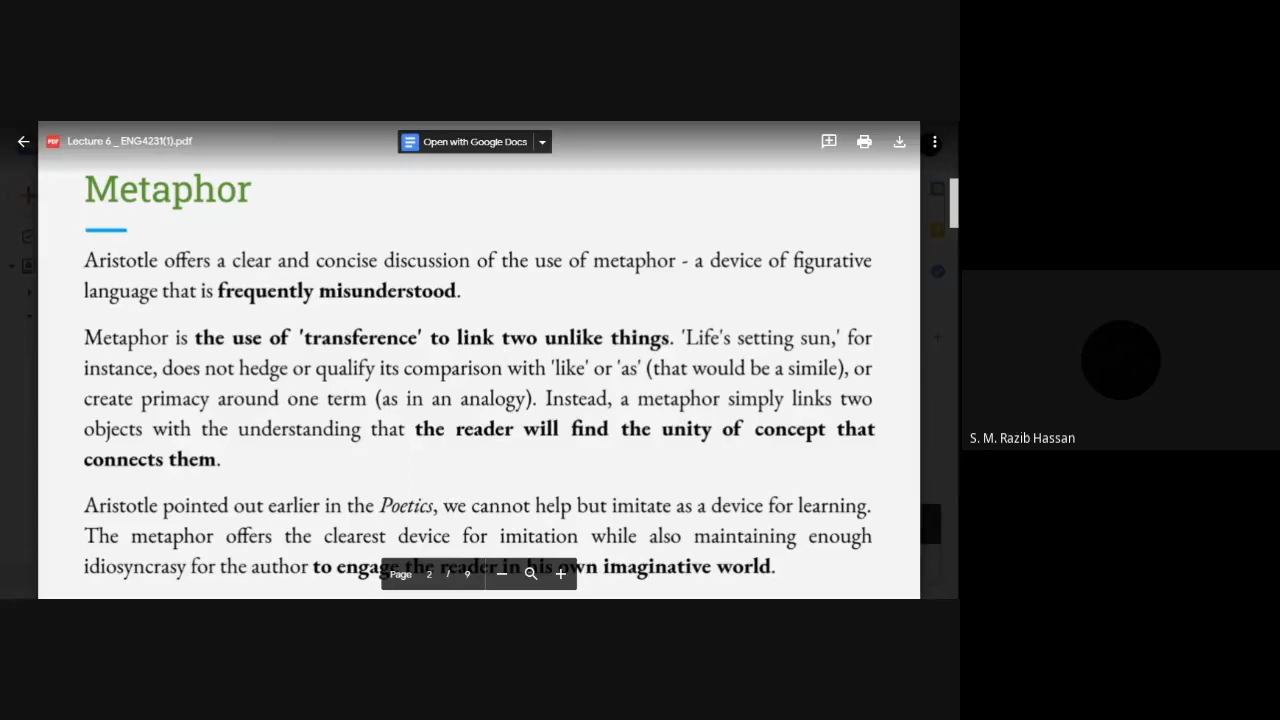 Lecture 6 _ ENG4231(1).pdf
Open with Google Docs
Metaphor
Aristotle offers a clear and concise discussion of the use of metaphor - a device of figurative
language that is frequently misunderstood.
Metaphor is the use of 'transference' to link two unlike things. 'Life's setting sun,' for
instance, does not hedge or qualify its comparison with 'like' or 'as' (that would be a simile), or
create primacy around one term (as in an analogy). Instead, a metaphor simply links two
objects with the understanding that the reader will find the unity of concept that
connects them.
S. M. Razib Hassan
Aristotle pointed out earlier in the Poetics, we cannot help but imitate as a device for learning.
The metaphor offers the clearest device for imitation while also maintaining enough
idiosyncrasy for the author to engage the reader in his own imaginative world.
Page 2 / 9